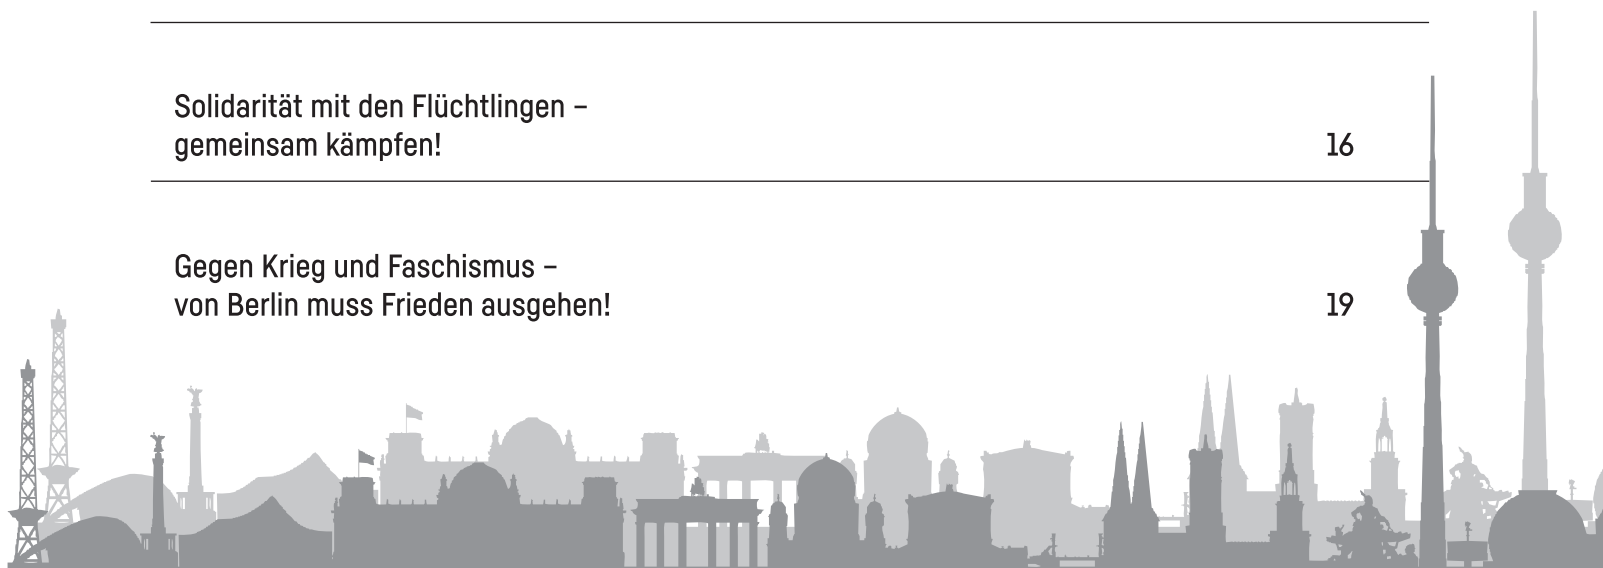 Solidarität mit den Flüchtlingen –
gemeinsam kämpfen! 16
Gegen Krieg und Faschismus –
von Berlin muss Frieden ausgehen! 19